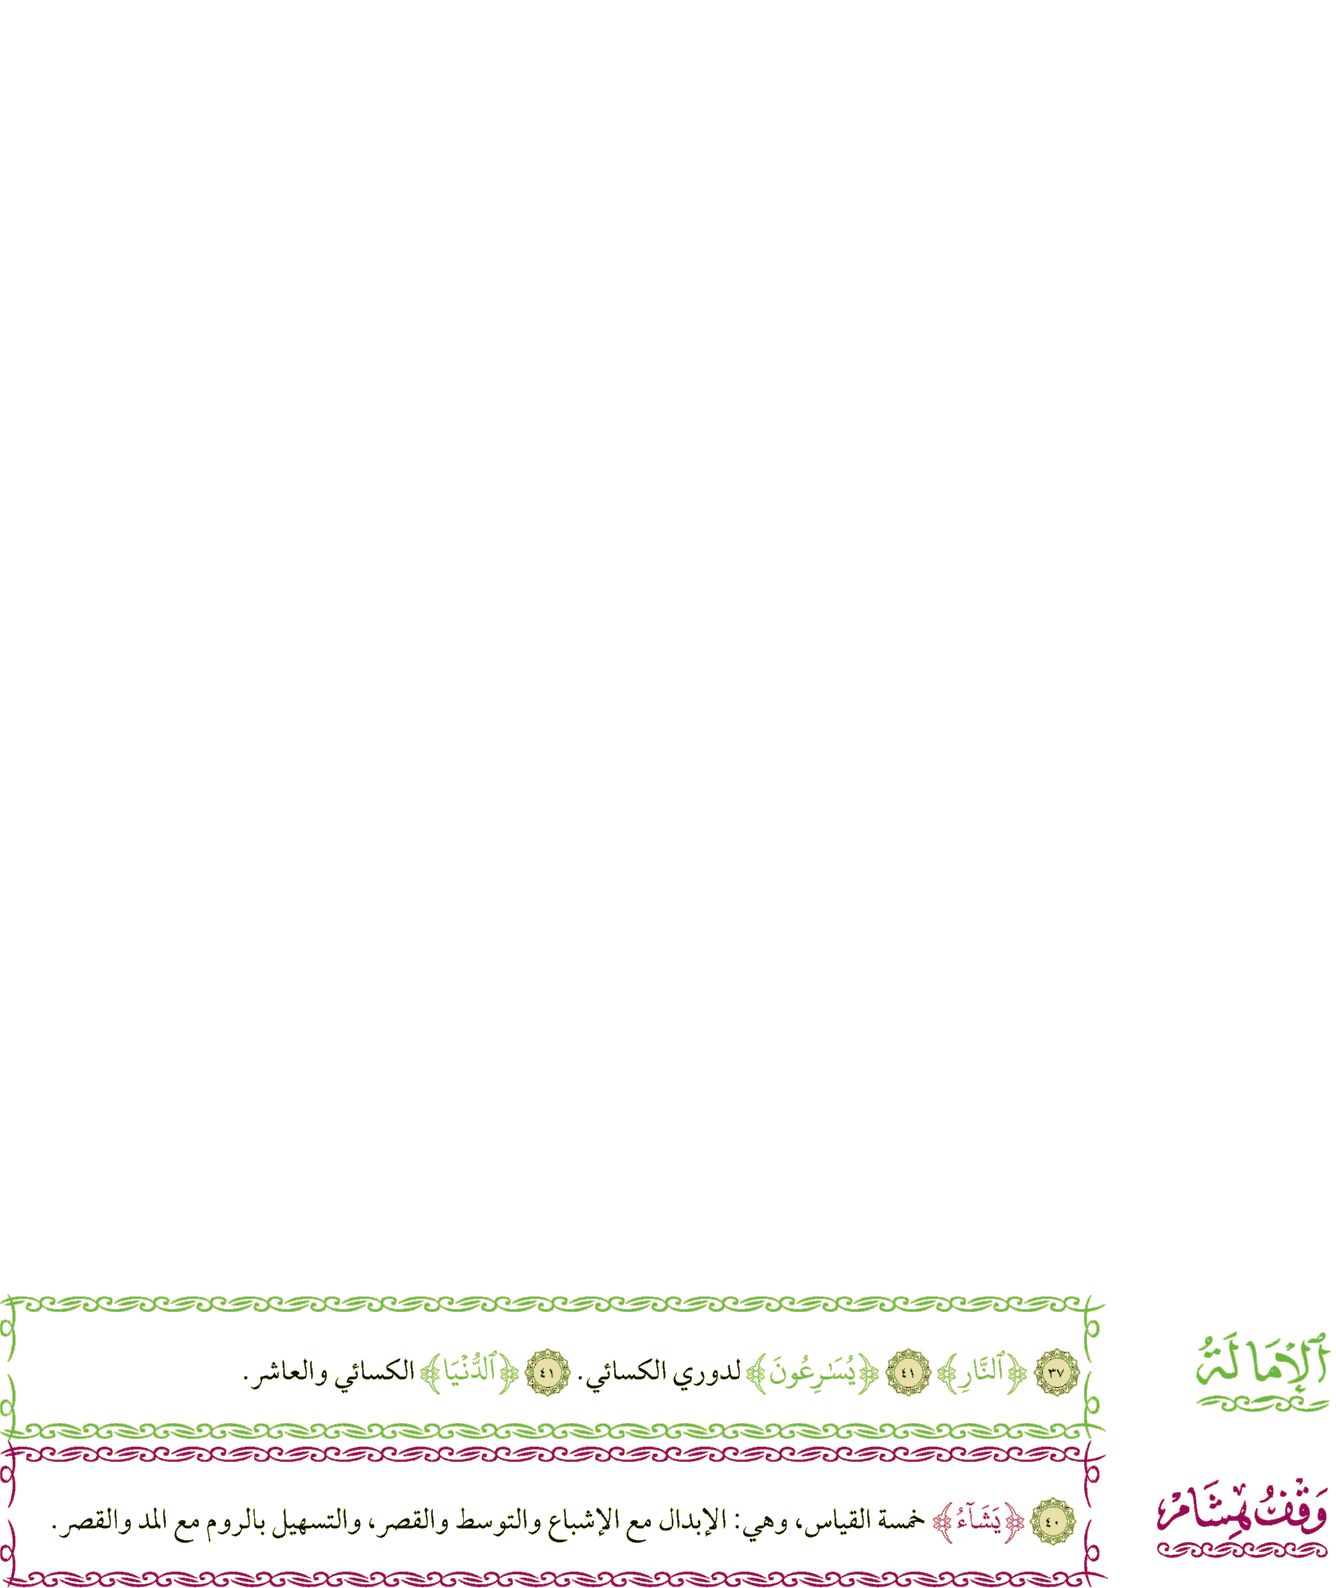 ٱلْإِمَالَةُ
٣٧ ﴿ٱلنَّارِ﴾ ٤١ ﴿يُسَٰرِعُونَ﴾ لدوري الكسائي. ٤١ ﴿ٱلدُّنْيَا﴾ الكسائي والعاشر.
وَقْفُ هِشَامٍ
٤٠ ﴿يَشَآءُ﴾ خمسة القياس، وهي: الإبدال مع الإشباع والتوسط والقصر، والتسهيل بالروم مع المد والقصر.